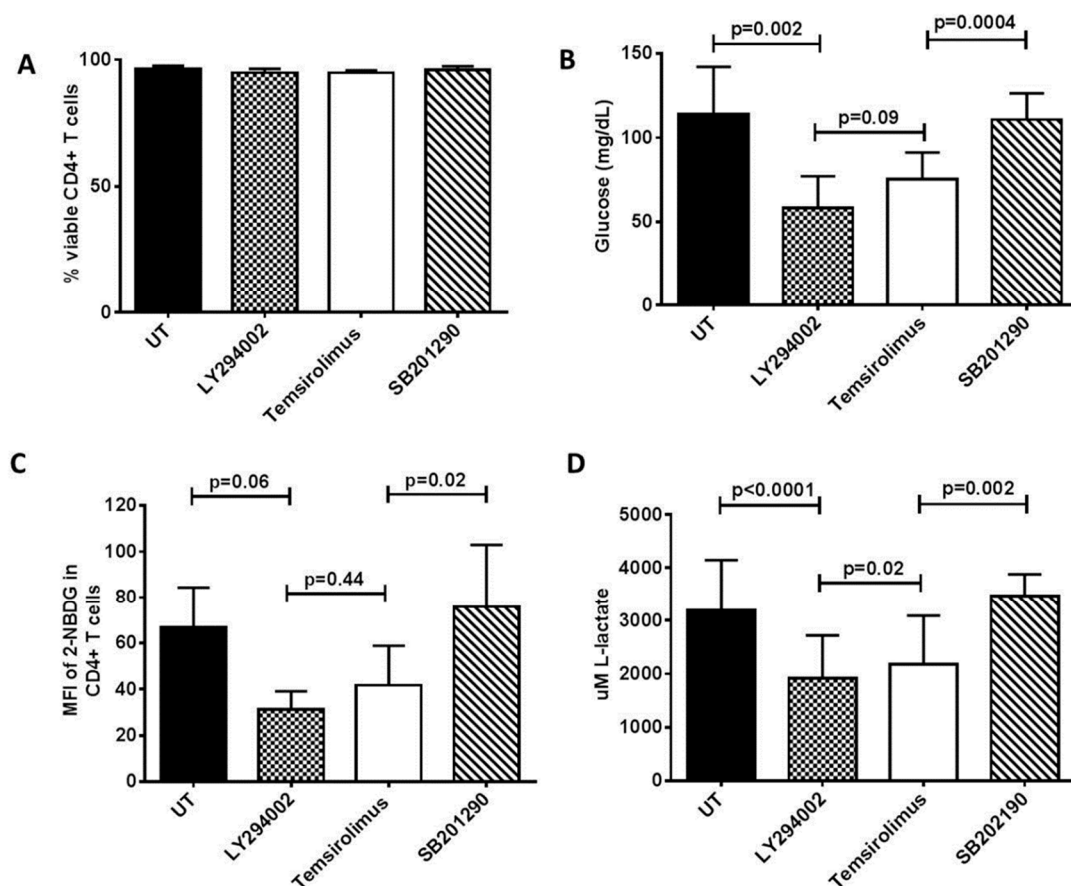 A
% viable CD4+ T cells
100
50
0
UT
LY294002
Temsirolimus
SB201290
B
p=0.002
p=0.0004
p=0.09
Glucose (mg/dL)
150
100
50
0
UT
LY294002
Temsirolimus
SB201290
C
p=0.06
p=0.02
p=0.44
MFI of 2-NBDG in
CD4+ T cells
120
100
80
60
40
20
0
UT
LY294002
Temsirolimus
SB201290
D
p<0.0001
p=0.002
p=0.02
uM L-lactate
5000
4000
3000
2000
1000
0
UT
LY294002
Temsirolimus
SB202190